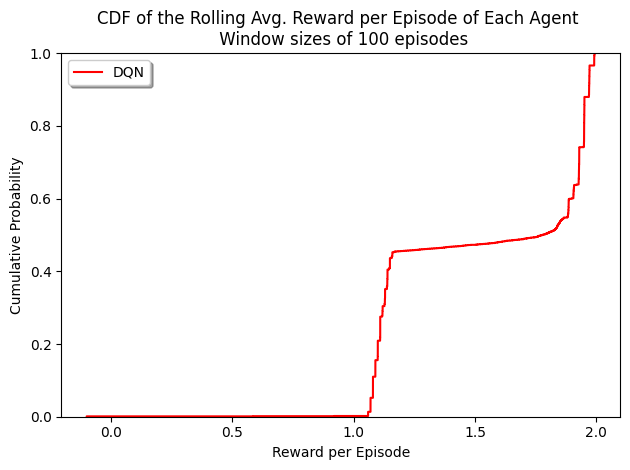 CDF of the Rolling Avg. Reward per Episode of Each Agent
Window sizes of 100 episodes
DQN
Cumulative Probability
1.0
0.8
0.6
0.4
0.2
0.0
0.0 0.5 1.0 1.5 2.0
Reward per Episode